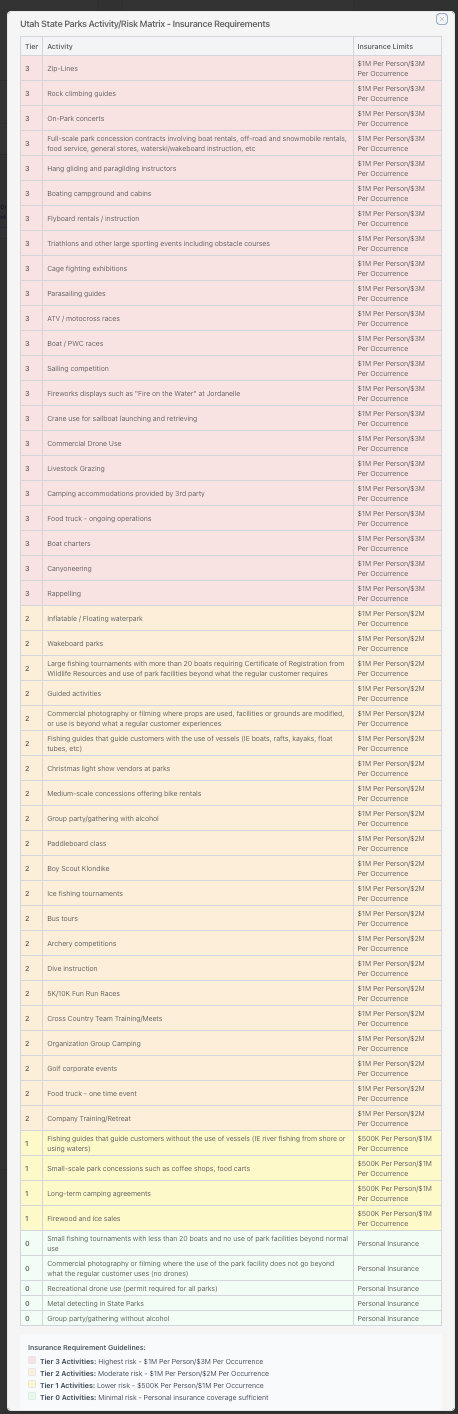 Utah State Parks Activity/Risk Matrix - Insurance Requirements
Tier Activity Insurance Limits
3 Zip-Lines $1M Per Person/$3M
Per Occurrence
3 Rock climbing guides $1M Per Person/$3M
Per Occurrence
3 On-Park concerts $1M Per Person/$3M
Per Occurrence
3 Full-scale park concession contracts involving boat rentals, off-road and snowmobile rentals, $1M Per Person/$3M
food service, general stores, waterski/wakeboard instruction, etc Per Occurrence
3 Hang gliding and paragliding instructors $1M Per Person/$3M
Per Occurrence
3 Boating campground and cabins $1M Per Person/$3M
Per Occurrence
3 Flyboard rentals / instruction $1M Per Person/$3M
Per Occurrence
3 Triathlons and other large sporting events including obstacle courses $1M Per Person/$3M
Per Occurrence
3 Cage fighting exhibitions $1M Per Person/$3M
Per Occurrence
3 Parasailing guides $1M Per Person/$3M
Per Occurrence
3 ATV / motocross races $1M Per Person/$3M
Per Occurrence
3 Boat / PWC races $1M Per Person/$3M
Per Occurrence
3 Sailing competition $1M Per Person/$3M
Per Occurrence
3 Fireworks displays such as "Fire on the Water" at Jordanelle $1M Per Person/$3M
Per Occurrence
3 Crane use for sailboat launching and retrieving $1M Per Person/$3M
Per Occurrence
3 Commercial Drone Use $1M Per Person/$3M
Per Occurrence
3 Livestock Grazing $1M Per Person/$3M
Per Occurrence
3 Camping accommodations provided by 3rd party $1M Per Person/$3M
Per Occurrence
3 Food truck - ongoing operations $1M Per Person/$3M
Per Occurrence
3 Boat charters $1M Per Person/$3M
Per Occurrence
3 Canyoneering $1M Per Person/$3M
Per Occurrence
3 Rappelling $1M Per Person/$3M
Per Occurrence
2 Inflatable / Floating waterpark $1M Per Person/$2M
Per Occurrence
2 Wakeboard parks $1M Per Person/$2M
Per Occurrence
2 Large fishing tournaments with more than 20 boats requiring Certificate of Registration from $1M Per Person/$2M
Wildlife Resources and use of park facilities beyond what the regular customer requires Per Occurrence
2 Guided activities $1M Per Person/$2M
Per Occurrence
2 Commercial photography or filming where props are used, facilities or grounds are modified, $1M Per Person/$2M
or use is beyond what a regular customer experiences Per Occurrence
2 Fishing guides that guide customers with the use of vessels (IE boats, rafts, kayaks, float $1M Per Person/$2M
tubes, etc) Per Occurrence
2 Christmas light show vendors at parks $1M Per Person/$2M
Per Occurrence
2 Medium-scale concessions offering bike rentals $1M Per Person/$2M
Per Occurrence
2 Group party/gathering with alcohol $1M Per Person/$2M
Per Occurrence
2 Paddleboard class $1M Per Person/$2M
Per Occurrence
2 Boy Scout Klondike $1M Per Person/$2M
Per Occurrence
2 Ice fishing tournaments $1M Per Person/$2M
Per Occurrence
2 Bus tours $1M Per Person/$2M
Per Occurrence
2 Archery competitions $1M Per Person/$2M
Per Occurrence
2 Dive instruction $1M Per Person/$2M
Per Occurrence
2 5K/10K Fun Run Races $1M Per Person/$2M
Per Occurrence
2 Cross Country Team Training/Meets $1M Per Person/$2M
Per Occurrence
2 Organization Group Camping $1M Per Person/$2M
Per Occurrence
2 Golf corporate events $1M Per Person/$2M
Per Occurrence
2 Food truck - one time event $1M Per Person/$2M
Per Occurrence
2 Company Training/Retreat $1M Per Person/$2M
Per Occurrence
1 Fishing guides that guide customers without the use of vessels (IE river fishing from shore or $500K Per Person/$1M
using waters) Per Occurrence
1 Small-scale park concessions such as coffee shops, food carts $500K Per Person/$1M
Per Occurrence
1 Long-term camping agreements $500K Per Person/$1M
Per Occurrence
1 Firewood and ice sales $500K Per Person/$1M
Per Occurrence
0 Small fishing tournaments with less than 20 boats and no use of park facilities beyond normal Personal Insurance
use
0 Commercial photography or filming where the use of the park facility does not go beyond Personal Insurance
what the regular customer uses (no drones)
0 Recreational drone use (permit required for all parks) Personal Insurance
0 Metal detecting in State Parks Personal Insurance
0 Group party/gathering without alcohol Personal Insurance
Insurance Requirement Guidelines:
Tier 3 Activities: Highest risk - $1M Per Person/$3M Per Occurrence
Tier 2 Activities: Moderate risk - $1M Per Person/$2M Per Occurrence
Tier 1 Activities: Lower risk - $500K Per Person/$1M Per Occurrence
Tier 0 Activities: Minimal risk - Personal insurance coverage sufficient